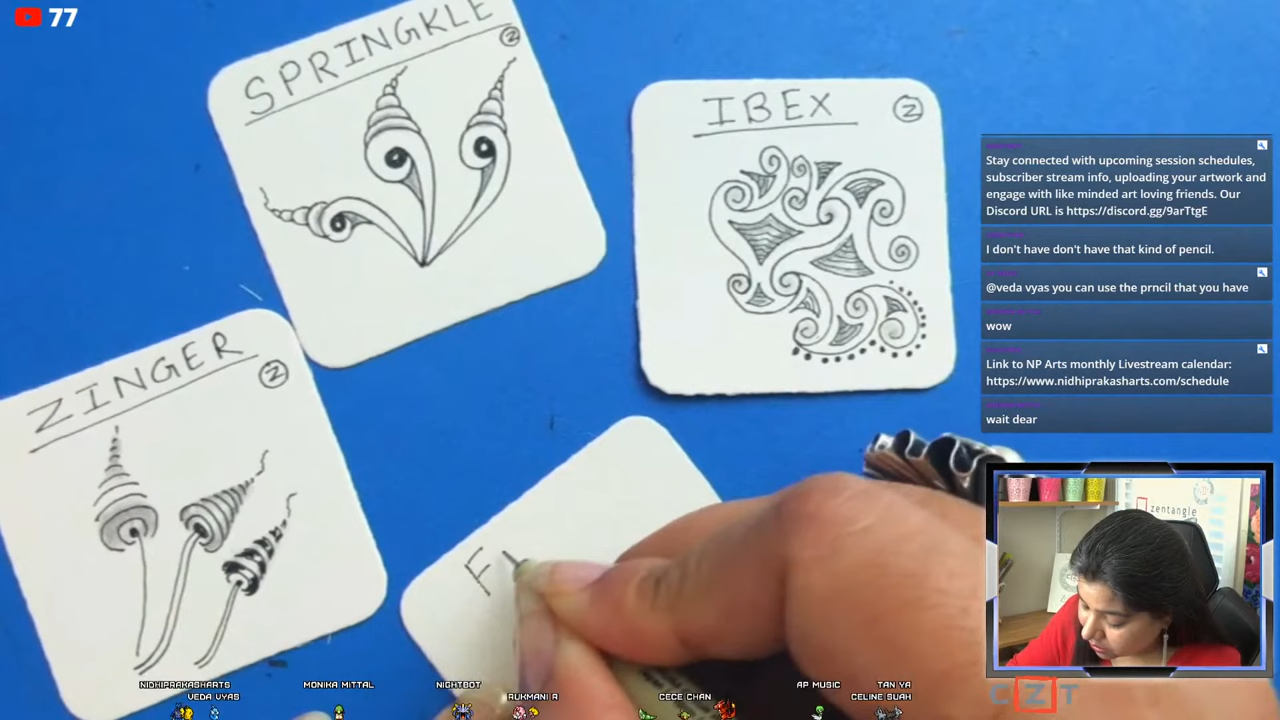 77
SPRINGKLE
Z
IBEX
Z
ZINGER
Z
F
Stay connected with upcoming session schedules,
subscriber stream info, uploading your artwork and
engage with like minded art loving friends. Our
Discord URL is https://discord.gg/9arTtgE
I don't have don't have that kind of pencil.
@veda vyas you can use the prncil that you have
wow
Link to NP Arts monthly Livestream calendar:
https://www.nidhiprakasharts.com/schedule
wait dear
zentangle
CZT
NIDHIPRAKASHARTS
VEDA VYAS
MONIKA MITTAL
NIGHTBOT
RUKMANI R
CECE CHAN
AP MUSIC
TAN YA
CELINE SUAH